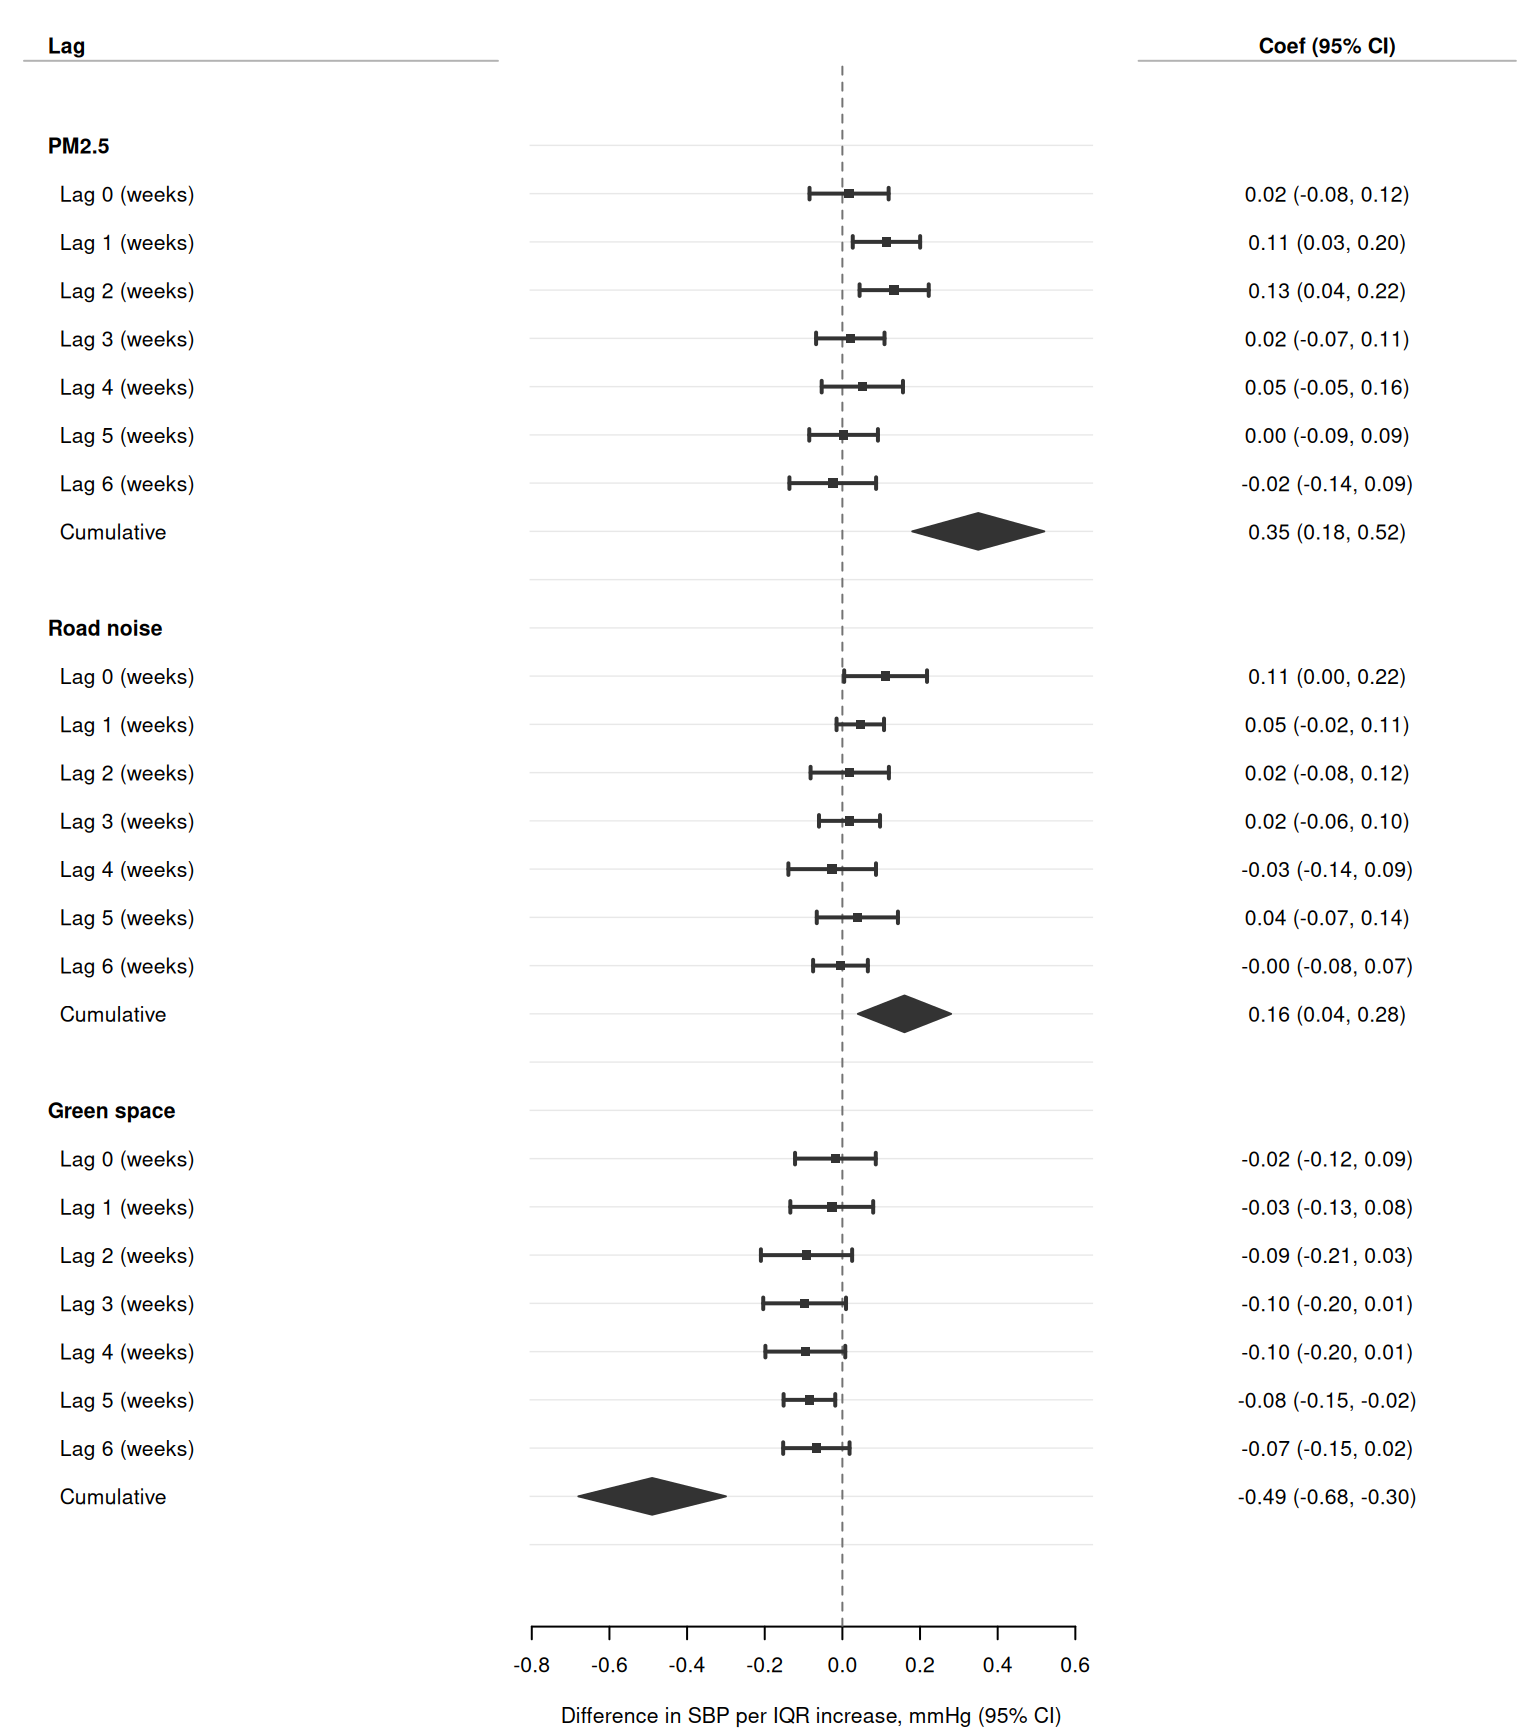 Lag Coef (95% CI)
PM2.5
Lag 0 (weeks) 0.02 (-0.08, 0.12)
Lag 1 (weeks) 0.11 (0.03, 0.20)
Lag 2 (weeks) 0.13 (0.04, 0.22)
Lag 3 (weeks) 0.02 (-0.07, 0.11)
Lag 4 (weeks) 0.05 (-0.05, 0.16)
Lag 5 (weeks) 0.00 (-0.09, 0.09)
Lag 6 (weeks) -0.02 (-0.14, 0.09)
Cumulative 0.35 (0.18, 0.52)
Road noise
Lag 0 (weeks) 0.11 (0.00, 0.22)
Lag 1 (weeks) 0.05 (-0.02, 0.11)
Lag 2 (weeks) 0.02 (-0.08, 0.12)
Lag 3 (weeks) 0.02 (-0.06, 0.10)
Lag 4 (weeks) -0.03 (-0.14, 0.09)
Lag 5 (weeks) 0.04 (-0.07, 0.14)
Lag 6 (weeks) -0.00 (-0.08, 0.07)
Cumulative 0.16 (0.04, 0.28)
Green space
Lag 0 (weeks) -0.02 (-0.12, 0.09)
Lag 1 (weeks) -0.03 (-0.13, 0.08)
Lag 2 (weeks) -0.09 (-0.21, 0.03)
Lag 3 (weeks) -0.10 (-0.20, 0.01)
Lag 4 (weeks) -0.10 (-0.20, 0.01)
Lag 5 (weeks) -0.08 (-0.15, -0.02)
Lag 6 (weeks) -0.07 (-0.15, 0.02)
Cumulative -0.49 (-0.68, -0.30)
-0.8 -0.6 -0.4 -0.2 0.0 0.2 0.4 0.6
Difference in SBP per IQR increase, mmHg (95% CI)